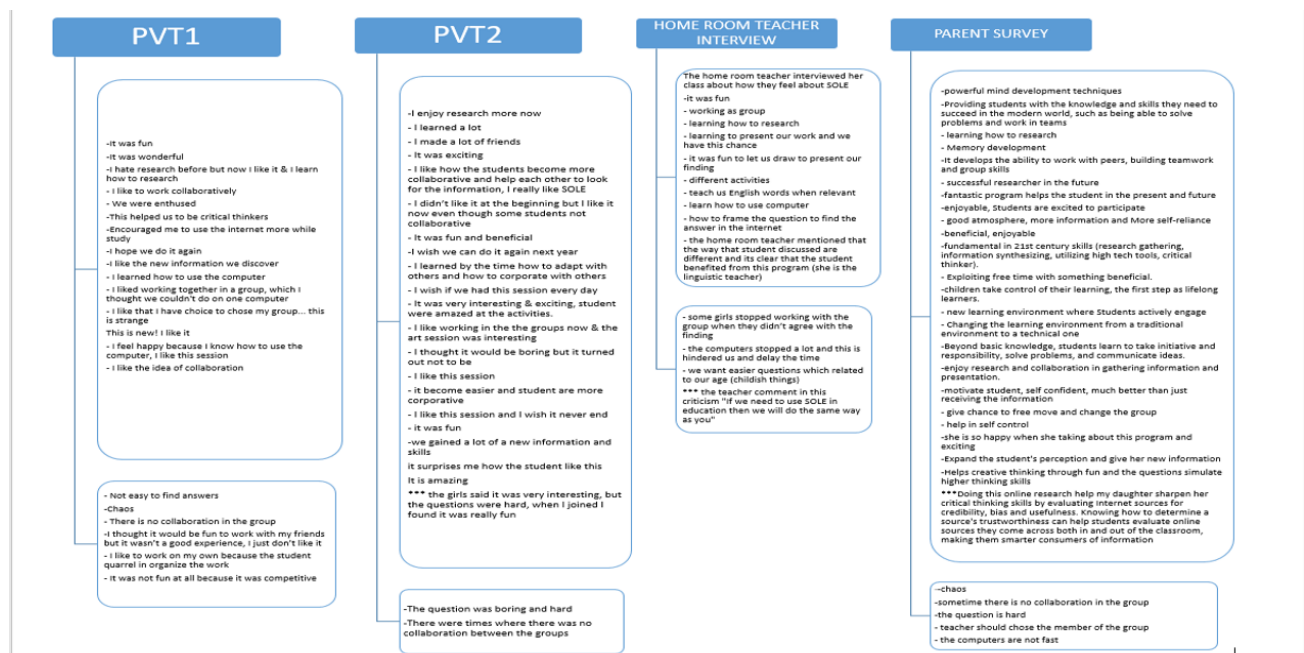 PVT1
-It was fun
-It was wonderful
-I hate research before but now I like it & I learn
how to research
- I like to work collaboratively
- We were enthused
-This helped us to be critical thinkers
-Encouraged me to use the internet more while
study
-I hope we do it again
-I like the new information we discover
- I learned how to use the computer
- I liked working together in a group, which I
thought we couldn't do on one computer
- I like that I have choice to chose my group... this
is strange
This is new! I like it
- I feel happy because I know how to use the
computer, I like this session
- I like the idea of collaboration
- Not easy to find answers
-Chaos
- There is no collaboration in the group
-I thought it would be fun to work with my friends
but it wasn't a good experience, I just don't like it
- I like to work on my own because the student
quarrel in organize the work
- It was not fun at all because it was competitive
PVT2
-I enjoy research more now
- I learned a lot
- I made a lot of friends
- It was exciting
- I like how the students become more
collaborative and help each other to look
for the information, I really like SOLE
- I didn't like it at the beginning but I like it
now even though some students not
collaborative
- It was fun and beneficial
-I wish we can do it again next year
- I learned by the time how to adapt with
others and how to corporate with others
- I wish if we had this session every day
- It was very interesting & exciting, student
were amazed at the activities.
- I like working in the the groups now & the
art session was interesting
- I thought it would be boring but it turned
out not to be
- I like this session
- it become easier and student are more
corporative
- I like this session and I wish it never end
- it was fun
-we gained a lot of a new information and
skills
it surprises me how the student like this
It is amazing
*** the girls said it was very interesting, but
the questions were hard, when I joined I
found it was really fun
-The question was boring and hard
-There were times where there was no
collaboration between the groups
HOME ROOM TEACHER
INTERVIEW
The home room teacher interviewed her
class about how they feel about SOLE
-it was fun
- working as group
- learning how to research
- learning to present our work and we
have this chance
- it was fun to let us draw to present our
finding
- different activities
- teach us English words when relevant
- learn how to use computer
- how to frame the question to find the
answer in the internet
- the home room teacher mentioned that
the way that student discussed are
different and its clear that the student
benefited from this program (she is the
linguistic teacher)
- some girls stopped working with the
group when they didn't agree with the
finding
- the computers stopped a lot and this is
hindered us and delay the time
- we want easier questions which related
to our age (childish things)
*** the teacher comment in this
criticism "If we need to use SOLE in
education then we will do the same way
as you"
PARENT SURVEY
-powerful mind development techniques
-Providing students with the knowledge and skills they need to
succeed in the modern world, such as being able to solve
problems and work in teams
- learning how to research
- Memory development
-It develops the ability to work with peers, building teamwork
and group skills
- successful researcher in the future
-fantastic program helps the student in the present and future
-enjoyable, Students are excited to participate
- good atmosphere, more information and More self-reliance
-beneficial, enjoyable
-fundamental in 21st century skills (research gathering,
information synthesizing, utilizing high tech tools, critical
thinker).
- Exploiting free time with something beneficial.
-children take control of their learning, the first step as lifelong
learners.
- new learning environment where Students actively engage
- Changing the learning environment from a traditional
environment to a technical one
-Beyond basic knowledge, students learn to take initiative and
responsibility, solve problems, and communicate ideas.
-enjoy research and collaboration in gathering information and
presentation.
-motivate student, self confident, much better than just
receiving the information
- give chance to free move and change the group
- help in self control
-she is so happy when she taking about this program and
exciting
-Expand the student's perception and give her new information
-Helps creative thinking through fun and the questions simulate
higher thinking skills
***Doing this online research help my daughter sharpen her
critical thinking skills by evaluating Internet sources for
credibility, bias and usefulness. Knowing how to determine a
source's trustworthiness can help students evaluate online
sources they come across both in and out of the classroom,
making them smarter consumers of information
-chaos
-sometime there is no collaboration in the group
-the question is hard
- teacher should chose the member of the group
- the computers are not fast